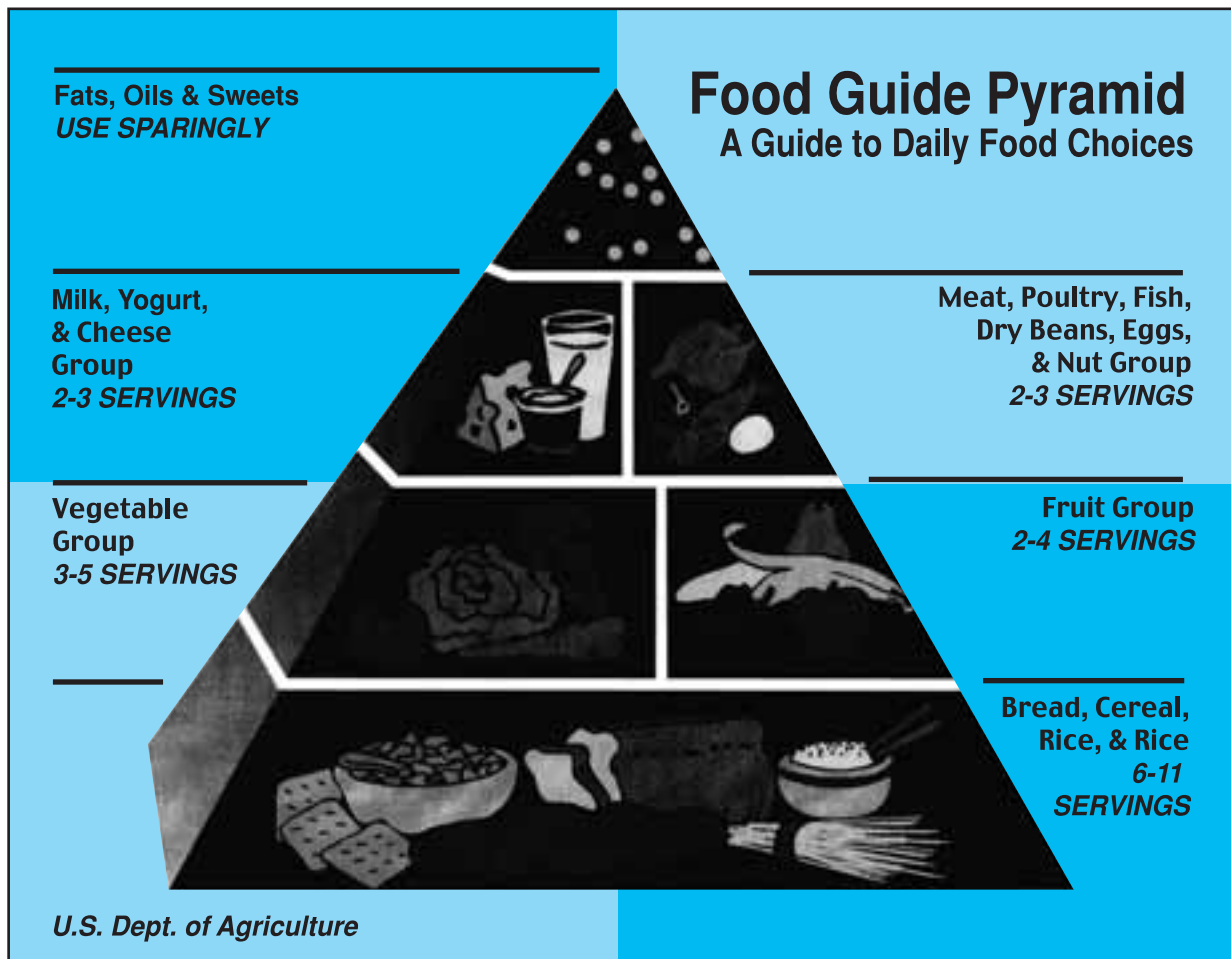 Food Guide Pyramid
A Guide to Daily Food Choices
Fats, Oils & Sweets
USE SPARINGLY
Milk, Yogurt,
& Cheese
Group
2-3 SERVINGS
Meat, Poultry, Fish,
Dry Beans, Eggs,
& Nut Group
2-3 SERVINGS
Vegetable
Group
3-5 SERVINGS
Fruit Group
2-4 SERVINGS
Bread, Cereal,
Rice, & Rice
6-11
SERVINGS
U.S. Dept. of Agriculture